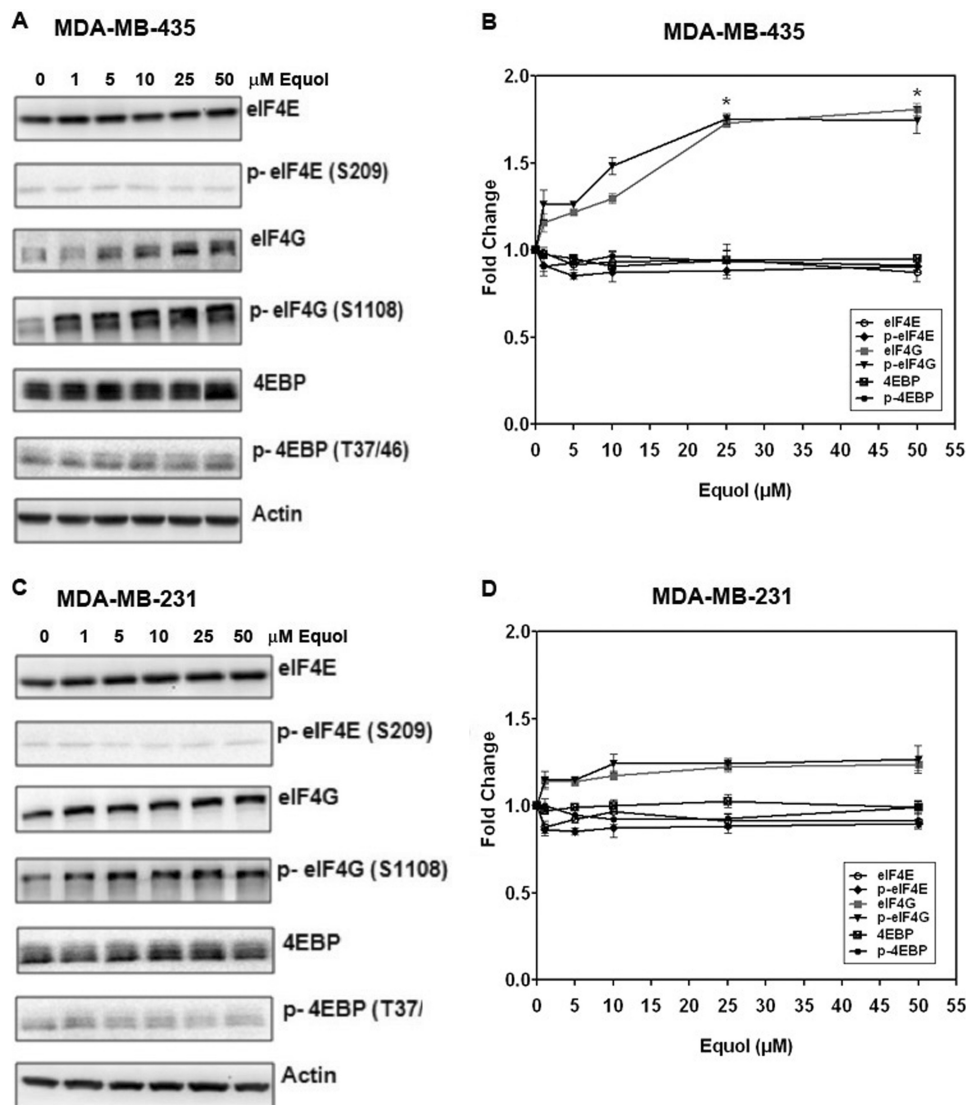 A MDA-MB-435
0 1 5 10 25 50 μM Equol
eIF4E
p- eIF4E (S209)
eIF4G
p- eIF4G (S1108)
4EBP
p- 4EBP (T37/46)
Actin
B
MDA-MB-435
2.0
1.5
1.0
0.5
0.0
Fold Change
* *
eIF4E
p-eIF4E
eIF4G
p-eIF4G
4EBP
p-4EBP
0 5 10 15 20 25 30 35 40 45 50 55
Equol (μM)
C MDA-MB-231
0 1 5 10 25 50 μM Equol
eIF4E
p- eIF4E (S209)
eIF4G
p- eIF4G (S1108)
4EBP
p- 4EBP (T37/
Actin
D
MDA-MB-231
2.0
1.5
1.0
0.5
0.0
Fold Change
eIF4E
p-eIF4E
eIF4G
p-eIF4G
4EBP
p-4EBP
0 5 10 15 20 25 30 35 40 45 50 55
Equol (μM)